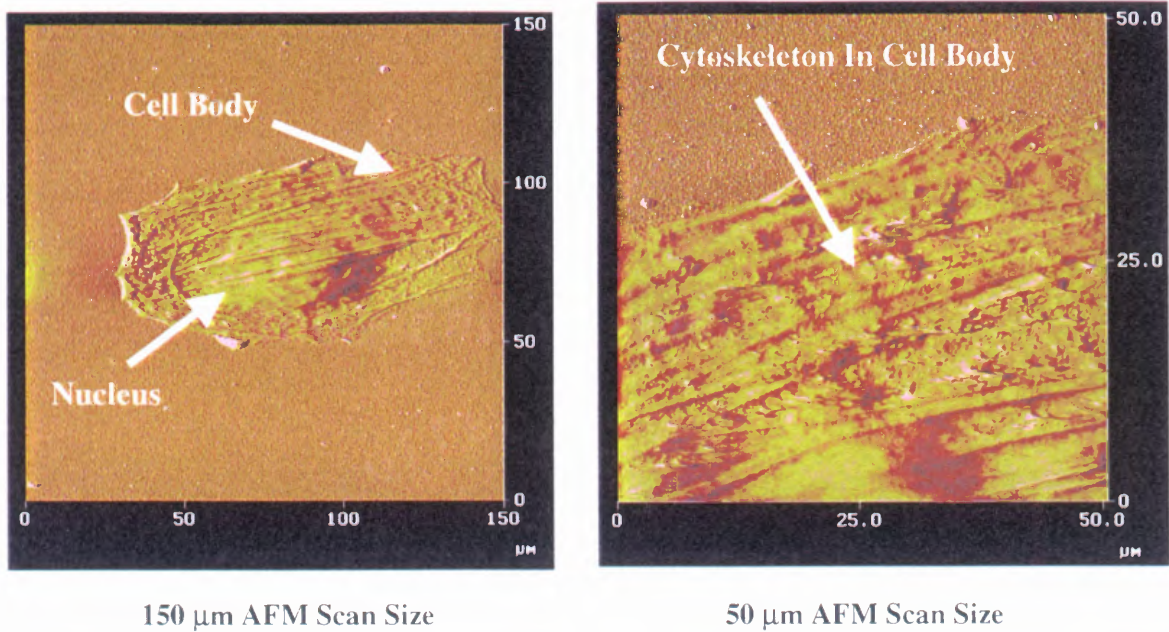 Cell Body
Nucleus
150
100
50
0
0 50 100 150
μM
150 μm AFM Scan Size
Cytoskeleton In Cell Body
50.0
25.0
0
0 25.0 50.0
μM
50 μm AFM Scan Size